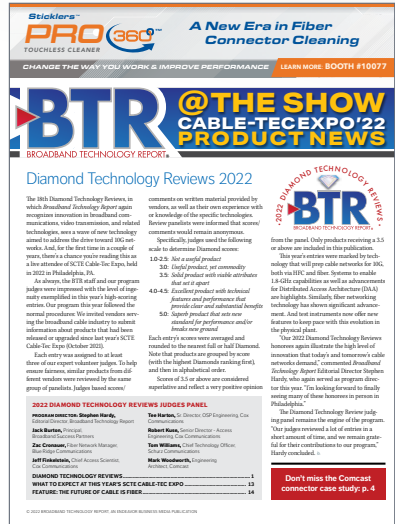 Sticklers™
PRO 360°™
TOUCHLESS CLEANER
A New Era in Fiber
Connector Cleaning
CHANGE THE WAY YOU WORK & IMPROVE PERFORMANCE
LEARN MORE: BOOTH #10077
BTR
BROADBAND TECHNOLOGY REPORT®
@THE SHOW
CABLE-TECEXPO'22
PRODUCT NEWS
Diamond Technology Reviews 2022
The 18th Diamond Technology Reviews, in
which Broadband Technology Report again
recognizes innovation in broadband com-
munications, video transmission, and related
technologies, sees a wave of new technology
aimed to address the drive toward 10G net-
works. And, for the first time in a couple of
years, there's a chance you're reading this as
a live attendee of SCTE Cable-Tec Expo, held
in 2022 in Philadelphia, PA.
As always, the BTR staff and our program
judges were impressed with the level of inge-
nuity exemplified in this year's high-scoring
entries. Our program this year followed the
normal procedures: We invited vendors serv-
ing the broadband cable industry to submit
information about products that had been
released or upgraded since last year's SCTE
Cable-Tec Expo (October 2021).
Each entry was assigned to at least
three of our expert volunteer judges. To help
ensure fairness, similar products from dif-
ferent vendors were reviewed by the same
group of panelists. Judges based scores/
comments on written material provided by
vendors, as well as their own experience with
or knowledge of the specific technologies.
Review panelists were informed that scores/
comments would remain anonymous.
Specifically, judges used the following
scale to determine Diamond scores:
1.0-2.5: Not a useful product
3.0: Useful product, yet commodity
3.5: Solid product with viable attributes
that set it apart
4.0-4.5: Excellent product with technical
features and performance that
provide clear and substantial benefits
5.0: Superb product that sets new
standard for performance and/or
breaks new ground
Each entry's scores were averaged and
rounded to the nearest full or half Diamond.
Note that products are grouped by score
(with the highest Diamonds ranking first),
and then in alphabetical order.
Scores of 3.5 or above are considered
superlative and reflect a very positive opinion
2022 DIAMOND TECHNOLOGY REVIEWS
BTR
BROADBAND TECHNOLOGY REPORT
from the panel. Only products receiving a 3.5
or above are included in this presentation.
This year's entries were marked by tech-
nology that will prep cable networks for 10G,
both via HFC and fiber. Systems to enable
1.8-GHz capabilities as well as advancements
for Distributed Access Architecture (DAA)
are highlights. Similarly, fiber networking
technology has shown significant advance-
ment. And test instruments now offer new
features to keep pace with this evolution in
the physical plant.
"Our 2022 Diamond Technology Reviews
honorees again illustrate the high level of
innovation that today and tomorrow's cable
networks demand," commented Broadband
Technology Report Editorial Director Stephen
Hardy, who again served as program direc-
tor this year. "I'm looking forward to finally
seeing many of these honorees in person in
Philadelphia."
The Diamond Technology Review judg-
ing panel remains the engine of the program.
"Our judges reviewed a lot of entries in a
short amount of time, and we remain grate-
ful for their contributions to our program,"
Hardy concluded.
2022 DIAMOND TECHNOLOGY REVIEWS JUDGES PANEL
PROGRAM DIRECTOR: Stephen Hardy,
Editorial Director, Broadband Technology Report
Jack Burton, Principal,
Broadband Success Partners
Zac Cronauer, Fiber Network Manager,
Blue Ridge Communications
Jeff Finkelstein, Chief Access Scientist,
Cox Communications
Tee Harton, Sr. Director, OSP Engineering, Cox
Communications
Robert Kuse, Senior Director - Access
Engineering, Cox Communications
Tom Williams, Chief Technology Officer,
Schurz Communications
Mark Woodworth, Engineering
Architect, Comcast
DIAMOND TECHNOLOGY REVIEWS 1
WHAT TO EXPECT AT THIS YEAR'S SCTE CABLE-TEC EXPO 13
FEATURE: THE FUTURE OF CABLE IS FIBER 14
Don't miss the Comcast
connector case study: p. 4
© 2022 BROADBAND TECHNOLOGY REPORT, AN ENDEAVOR BUSINESS MEDIA PUBLICATION